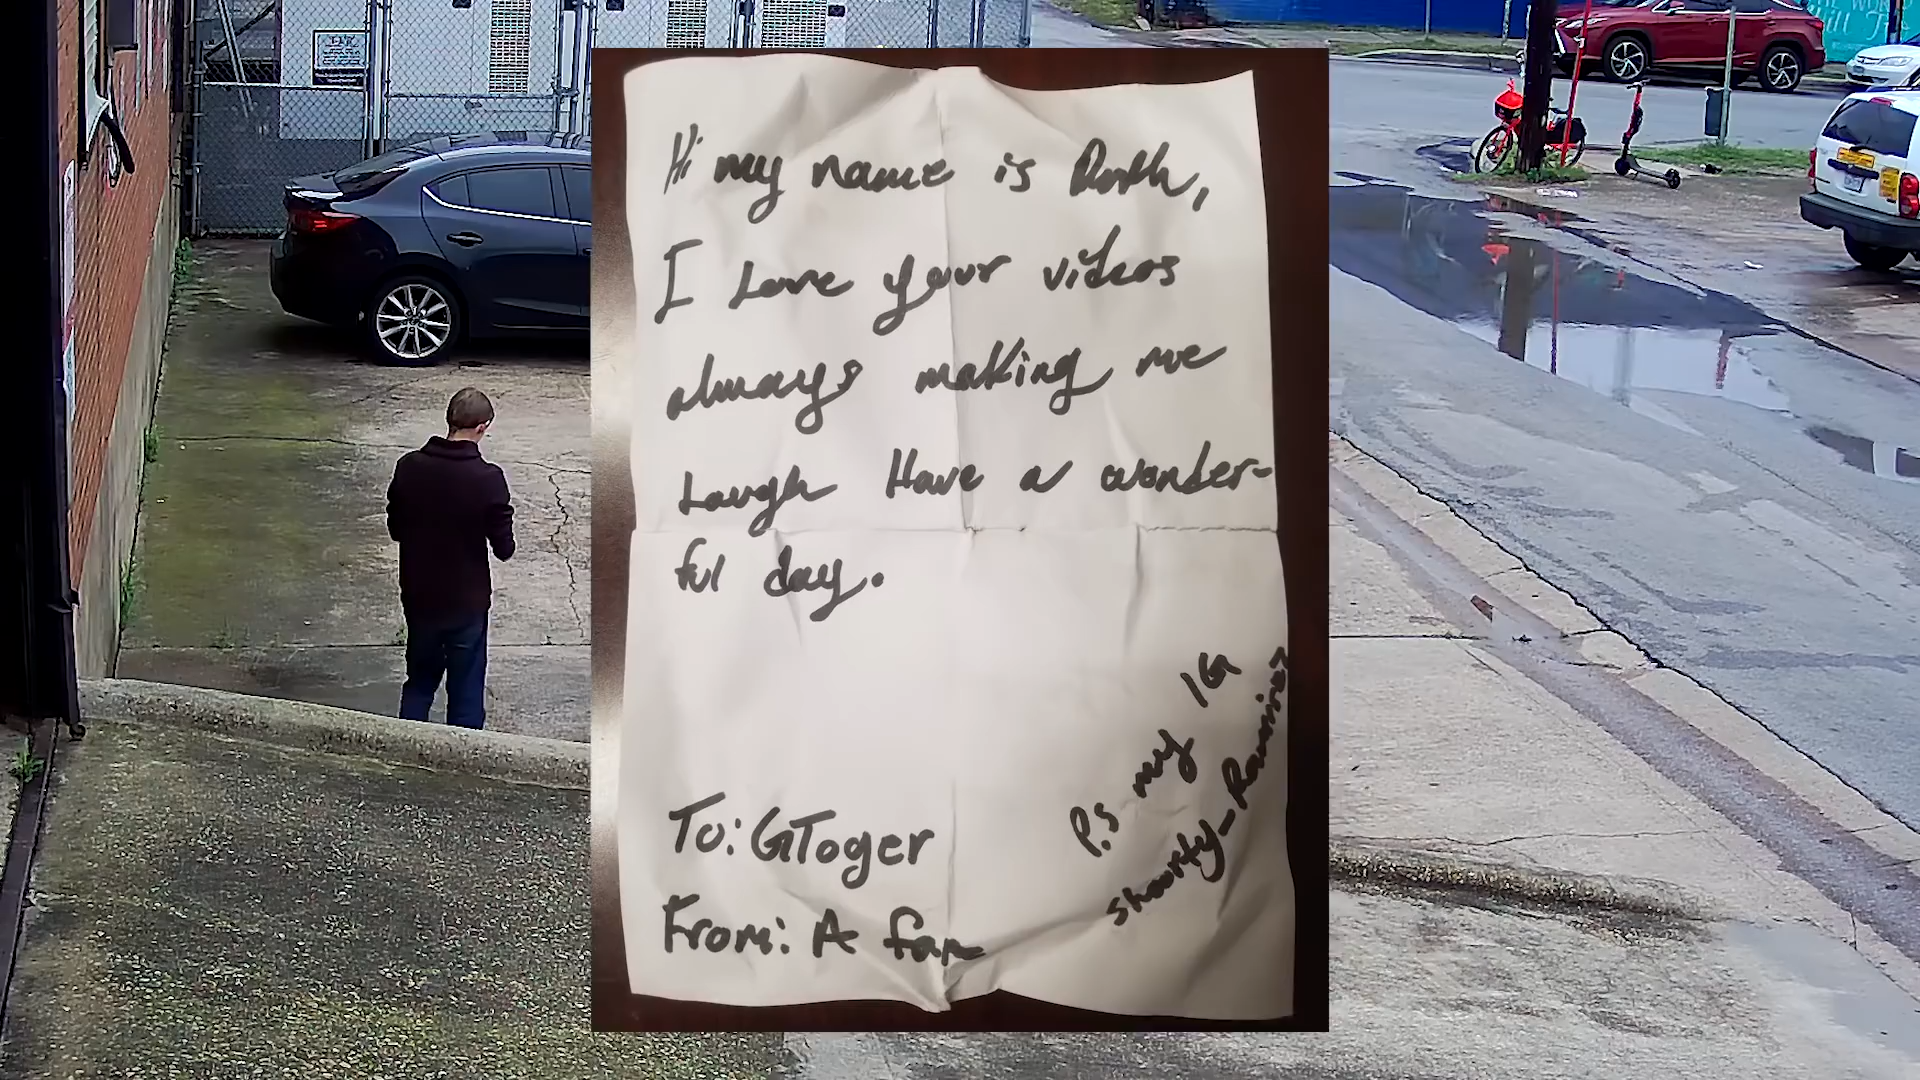 Hi my name is Ruth,
I Love your videos
always making me
Laugh Have a wonder-
ful day.
P.S my IG
shourty_Ramirez
To: GToger
From: A fan